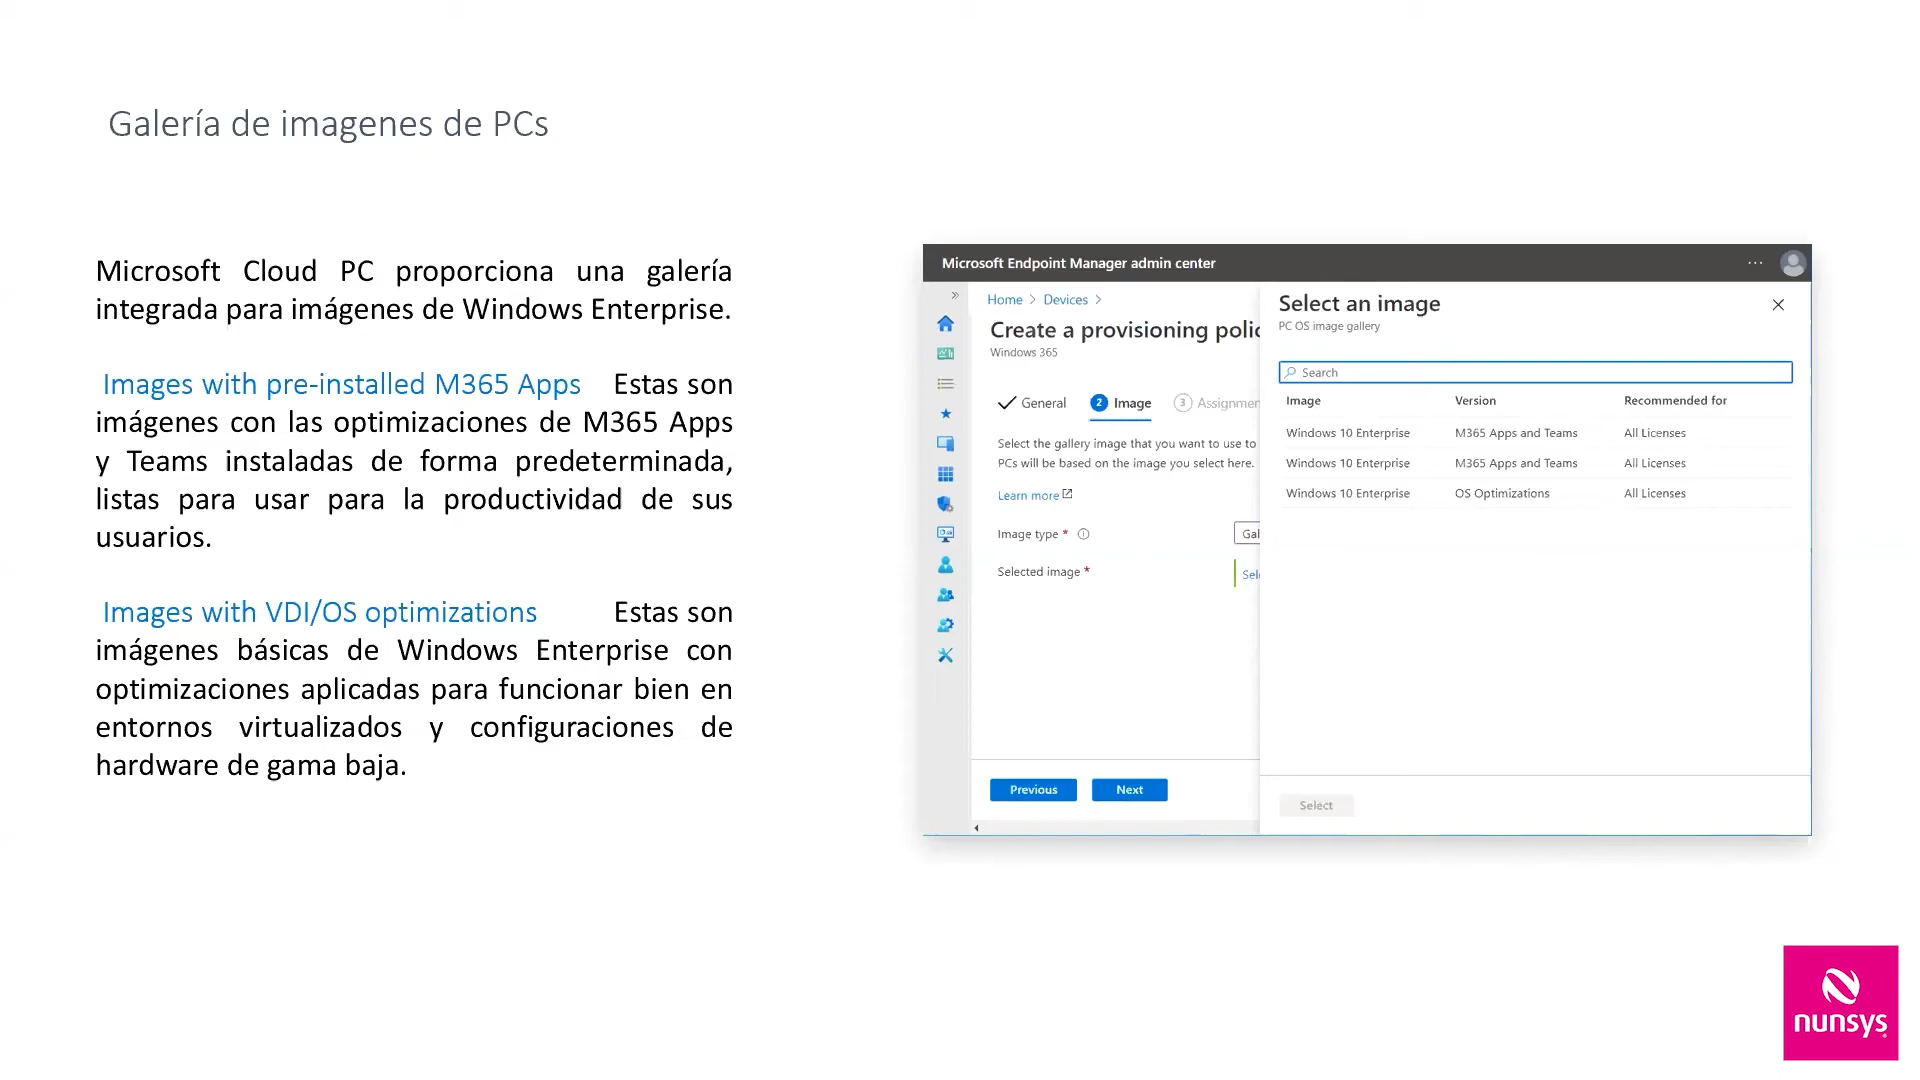 Galería de imagenes de PCs
Microsoft Cloud PC proporciona una galería
integrada para imágenes de Windows Enterprise.
Images with pre-installed M365 Apps Estas son
imágenes con las optimizaciones de M365 Apps
y Teams instaladas de forma predeterminada,
listas para usar para la productividad de sus
usuarios.
Images with VDI/OS optimizations Estas son
imágenes básicas de Windows Enterprise con
optimizaciones aplicadas para funcionar bien en
entornos virtualizados y configuraciones de
hardware de gama baja.
Microsoft Endpoint Manager admin center
Home > Devices >
Create a provisioning polic
Windows 365
General 2 Image 3 Assignmen
Select the gallery image that you want to use to
PCs will be based on the image you select here.
Learn more
Image type *
Gal
Selected image *
Sele
Previous Next
Select an image
PC OS image gallery
Search
Image Version Recommended for
Windows 10 Enterprise M365 Apps and Teams All Licenses
Windows 10 Enterprise M365 Apps and Teams All Licenses
Windows 10 Enterprise OS Optimizations All Licenses
Select
nunsys